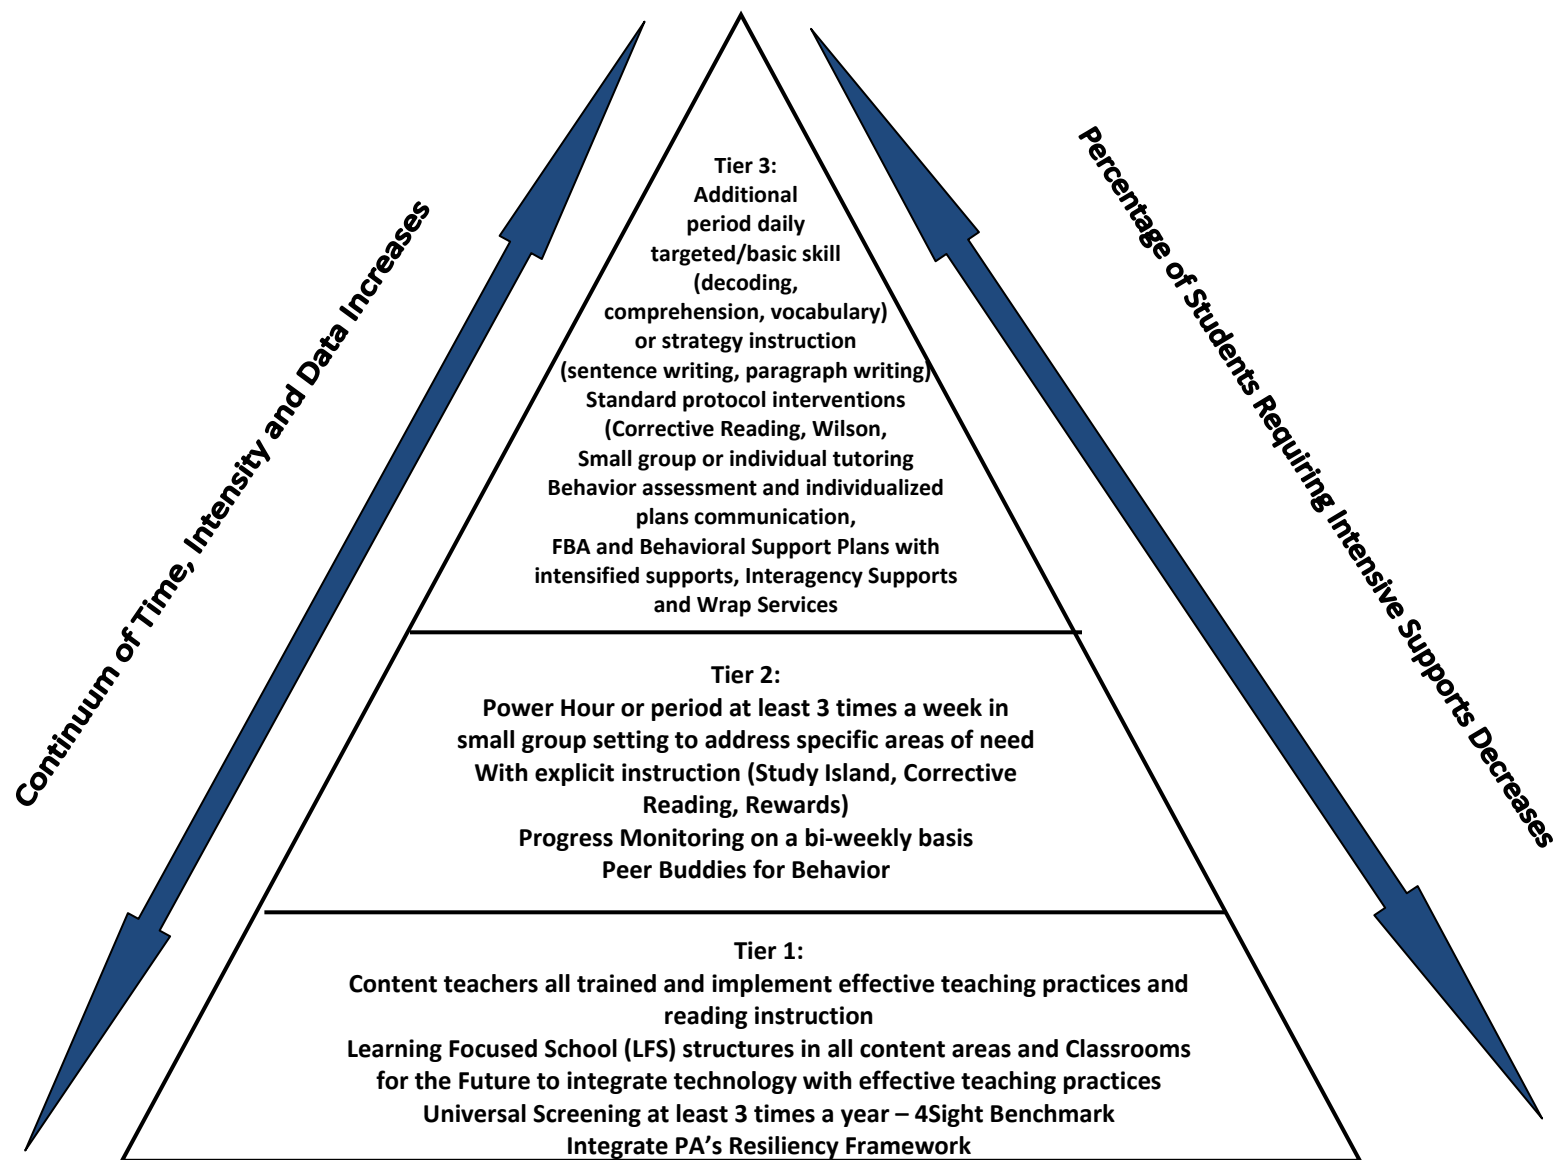 Continuum of Time, Intensity and Data Increases
Percentage of Students Requiring Intensive Supports Decreases
Tier 3:
Additional
period daily
targeted/basic skill
(decoding,
comprehension, vocabulary)
or strategy instruction
(sentence writing, paragraph writing)
Standard protocol interventions
(Corrective Reading, Wilson,
Small group or individual tutoring
Behavior assessment and individualized
plans communication,
FBA and Behavioral Support Plans with
intensified supports, Interagency Supports
and Wrap Services
Tier 2:
Power Hour or period at least 3 times a week in
small group setting to address specific areas of need
With explicit instruction (Study Island, Corrective
Reading, Rewards)
Progress Monitoring on a bi-weekly basis
Peer Buddies for Behavior
Tier 1:
Content teachers all trained and implement effective teaching practices and
reading instruction
Learning Focused School (LFS) structures in all content areas and Classrooms
for the Future to integrate technology with effective teaching practices
Universal Screening at least 3 times a year – 4Sight Benchmark
Integrate PA’s Resiliency Framework